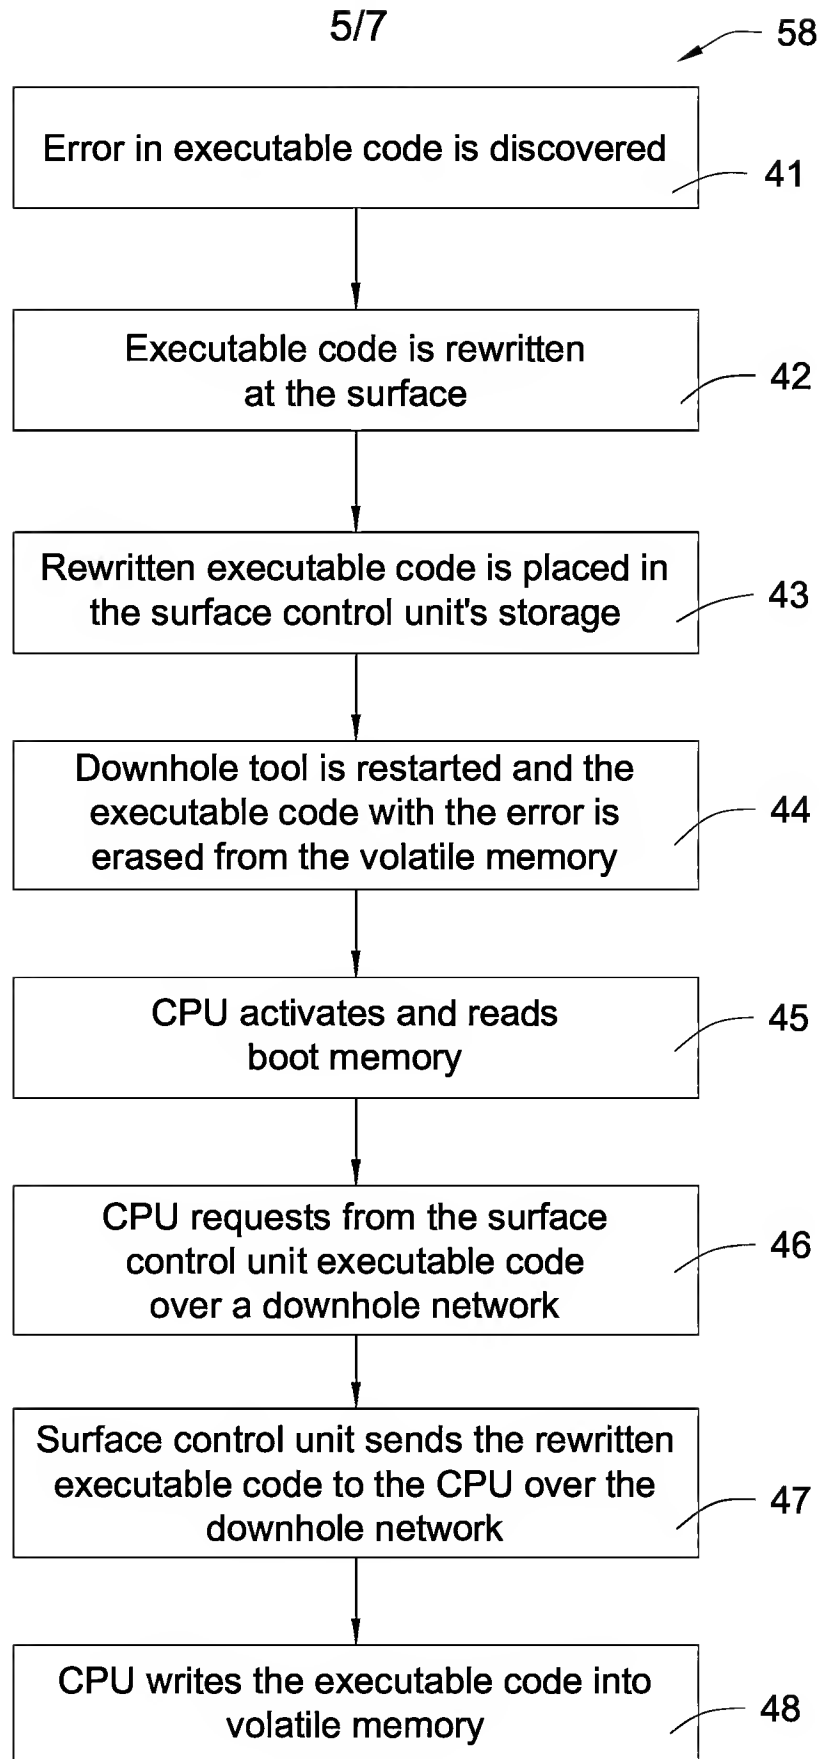 5/7
58
Error in executable code is discovered
41
Executable code is rewritten
at the surface
42
Rewritten executable code is placed in
the surface control unit's storage
43
Downhole tool is restarted and the
executable code with the error is
erased from the volatile memory
44
CPU activates and reads
boot memory
45
CPU requests from the surface
control unit executable code
over a downhole network
46
Surface control unit sends the rewritten
executable code to the CPU over the
downhole network
47
CPU writes the executable code into
volatile memory
48